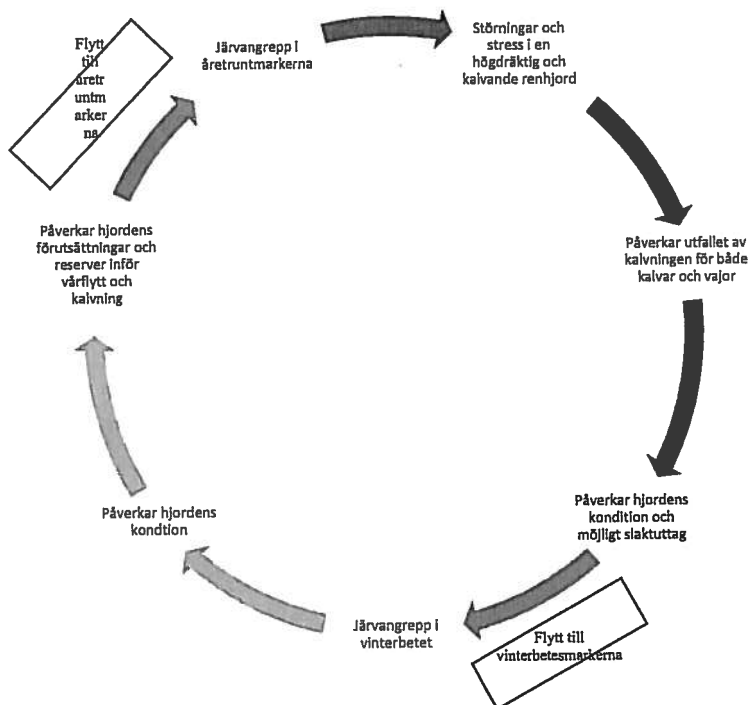 Flytt
till
åretr
untm
arker
na
Järvangrepp i
åretruntmarkerna
Störningar och
stress i en
högdräktig och
kalvande renhjord
Påverkar utfallet av
kalvningen för både
kalvar och vajor
Påverkar hjordens
kondition och
möjligt slaktuttag
Flytt till
vinterbetesmarkerna
Järvangrepp i
vinterbetet
Påverkar hjordens
kondtion
Påverkar hjordens
förutsättningar och
reserver inför
vårflytt och
kalvning